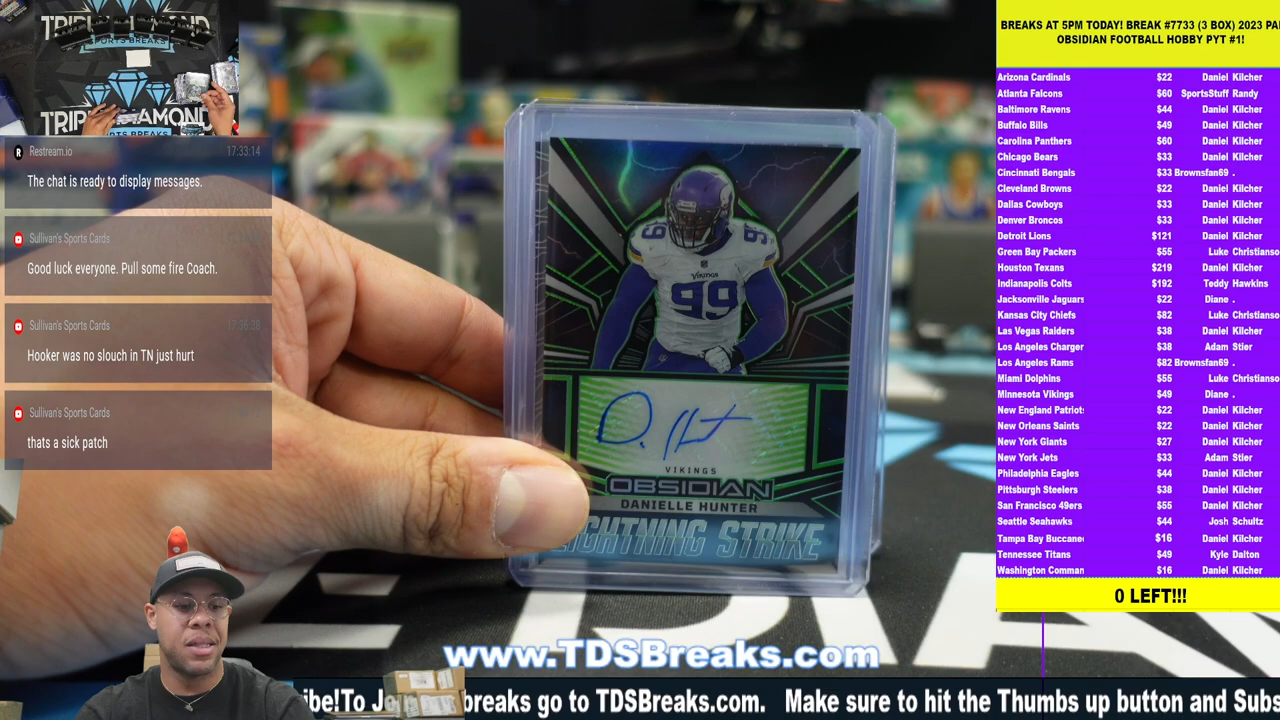 TRIPLE DIAMOND
SPORTS BREAKS
TRIPLE DIAMOND
SPORTS BREAKS
Restream.io 17:33:14
The chat is ready to display messages.
Sullivan's Sports Cards
Good luck everyone. Pull some fire Coach.
Sullivan's Sports Cards 17:36:38
Hooker was no slouch in TN just hurt
Sullivan's Sports Cards
thats a sick patch
99
99
VIKINGS
99
VIKINGS
OBSIDIAN
DANIELLE HUNTER
LIGHTNING STRIKE
BREAKS AT 5PM TODAY! BREAK #7733 (3 BOX) 2023 PAI
OBSIDIAN FOOTBALL HOBBY PYT #1!
Arizona Cardinals $22 Daniel Kilcher
Atlanta Falcons $60 SportsStuff Randy
Baltimore Ravens $44 Daniel Kilcher
Buffalo Bills $49 Daniel Kilcher
Carolina Panthers $60 Daniel Kilcher
Chicago Bears $33 Daniel Kilcher
Cincinnati Bengals $33 Brownsfan69 .
Cleveland Browns $22 Daniel Kilcher
Dallas Cowboys $33 Daniel Kilcher
Denver Broncos $33 Daniel Kilcher
Detroit Lions $121 Daniel Kilcher
Green Bay Packers $55 Luke Christianso
Houston Texans $219 Daniel Kilcher
Indianapolis Colts $192 Teddy Hawkins
Jacksonville Jaguars $22 Diane .
Kansas City Chiefs $82 Luke Christianso
Las Vegas Raiders $38 Daniel Kilcher
Los Angeles Charger $38 Adam Stier
Los Angeles Rams $82 Brownsfan69 .
Miami Dolphins $55 Luke Christianso
Minnesota Vikings $49 Diane .
New England Patriots $22 Daniel Kilcher
New Orleans Saints $22 Daniel Kilcher
New York Giants $27 Daniel Kilcher
New York Jets $33 Adam Stier
Philadelphia Eagles $44 Daniel Kilcher
Pittsburgh Steelers $38 Daniel Kilcher
San Francisco 49ers $55 Daniel Kilcher
Seattle Seahawks $44 Josh Schultz
Tampa Bay Buccanee $16 Daniel Kilcher
Tennessee Titans $49 Kyle Dalton
Washington Comman $16 Daniel Kilcher
0 LEFT!!!
www.TDSBreaks.com
ibe!To Jo breaks go to TDSBreaks.com. Make sure to hit the Thumbs up button and Subs